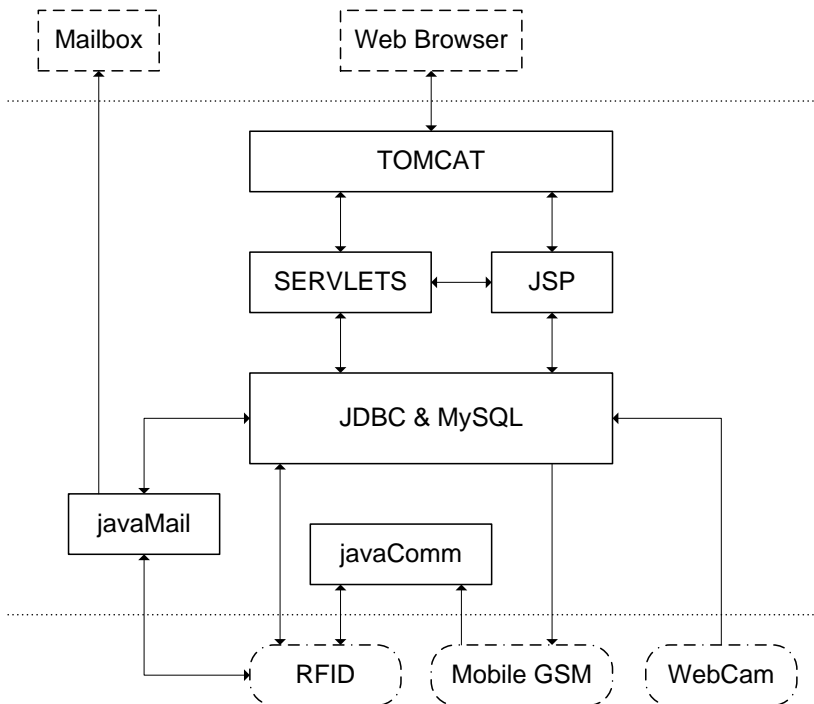 Mailbox
Web Browser
TOMCAT
SERVLETS
JSP
JDBC & MySQL
javaMail
javaComm
RFID
Mobile GSM
WebCam